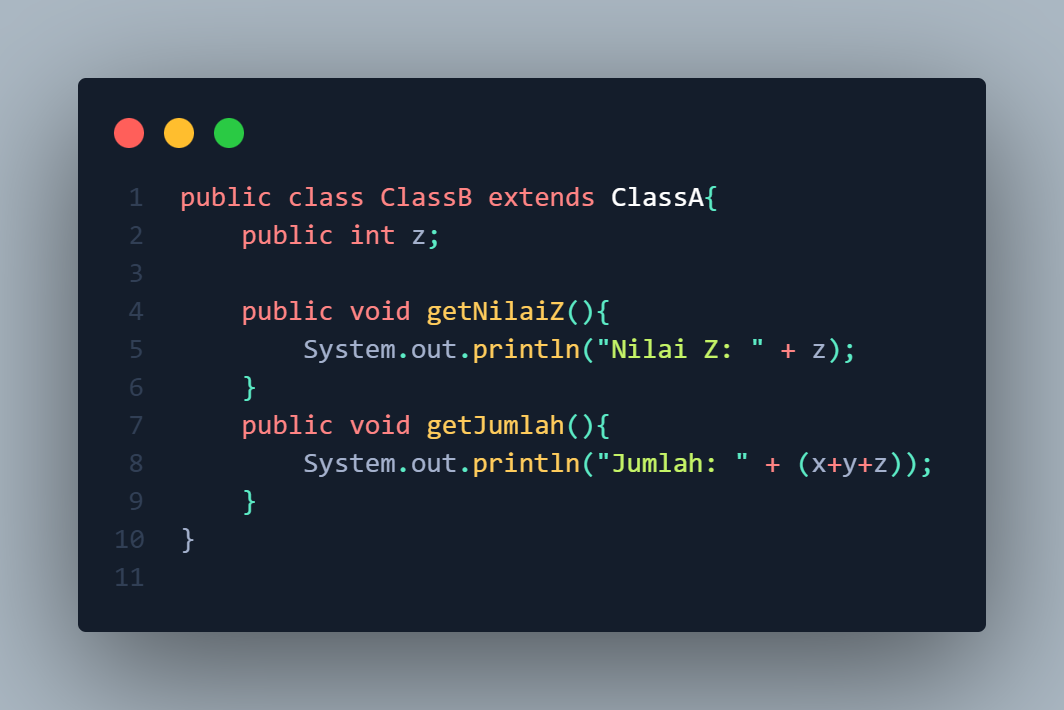 1 public class ClassB extends ClassA{
2     public int z;
3
4     public void getNilaiZ(){
5         System.out.println("Nilai Z: " + z);
6     }
7     public void getJumlah(){
8         System.out.println("Jumlah: " + (x+y+z));
9     }
10 }
11